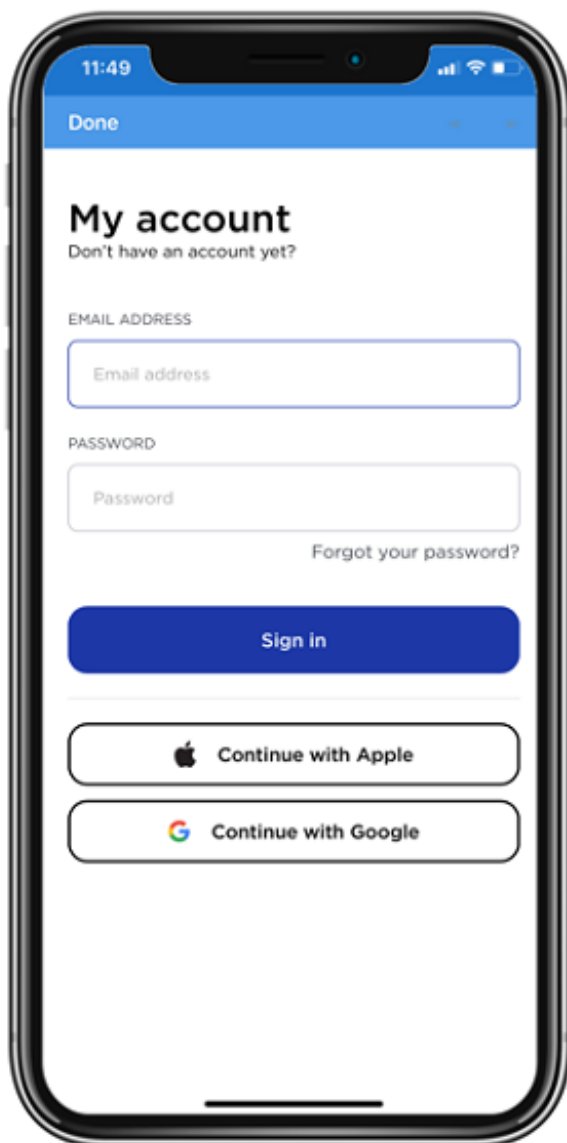 11:49
Done
My account
Don't have an account yet?
EMAIL ADDRESS
Email address
PASSWORD
Password
Forgot your password?
Sign in
Continue with Apple
Continue with Google